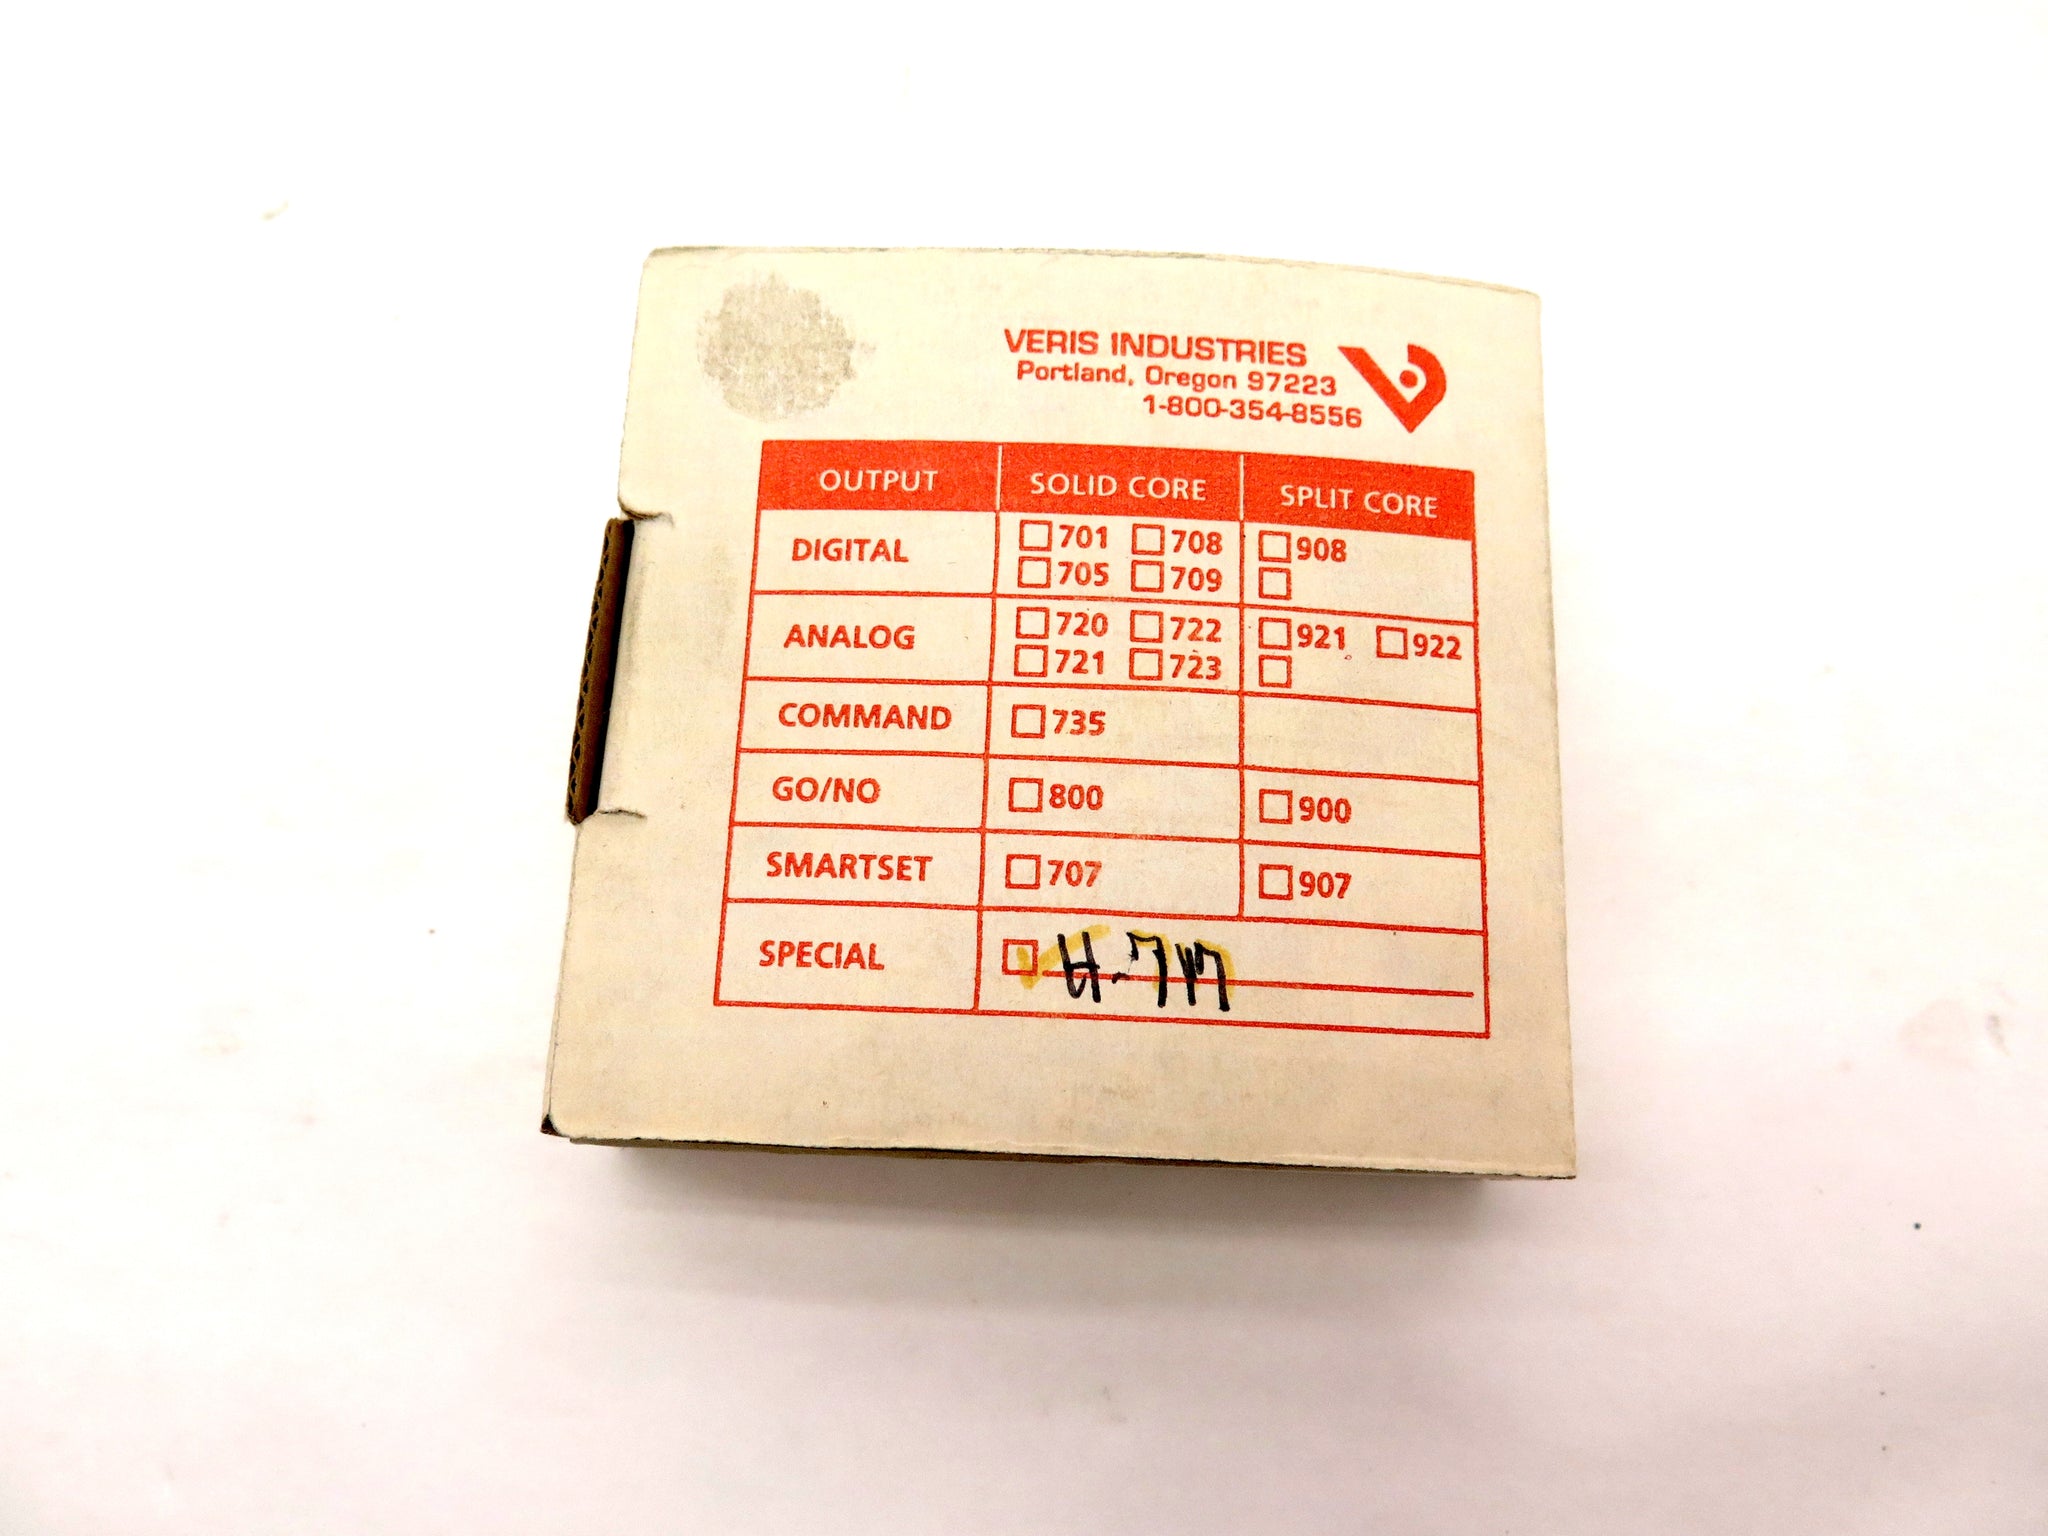 VERIS INDUSTRIES
Portland, Oregon 97223
1-800-354-8556
OUTPUT SOLID CORE SPLIT CORE
DIGITAL 701 708 908
705 709
ANALOG 720 722 921 922
721 723
COMMAND 735
GO/NO 800 900
SMARTSET 707 907
SPECIAL H-717